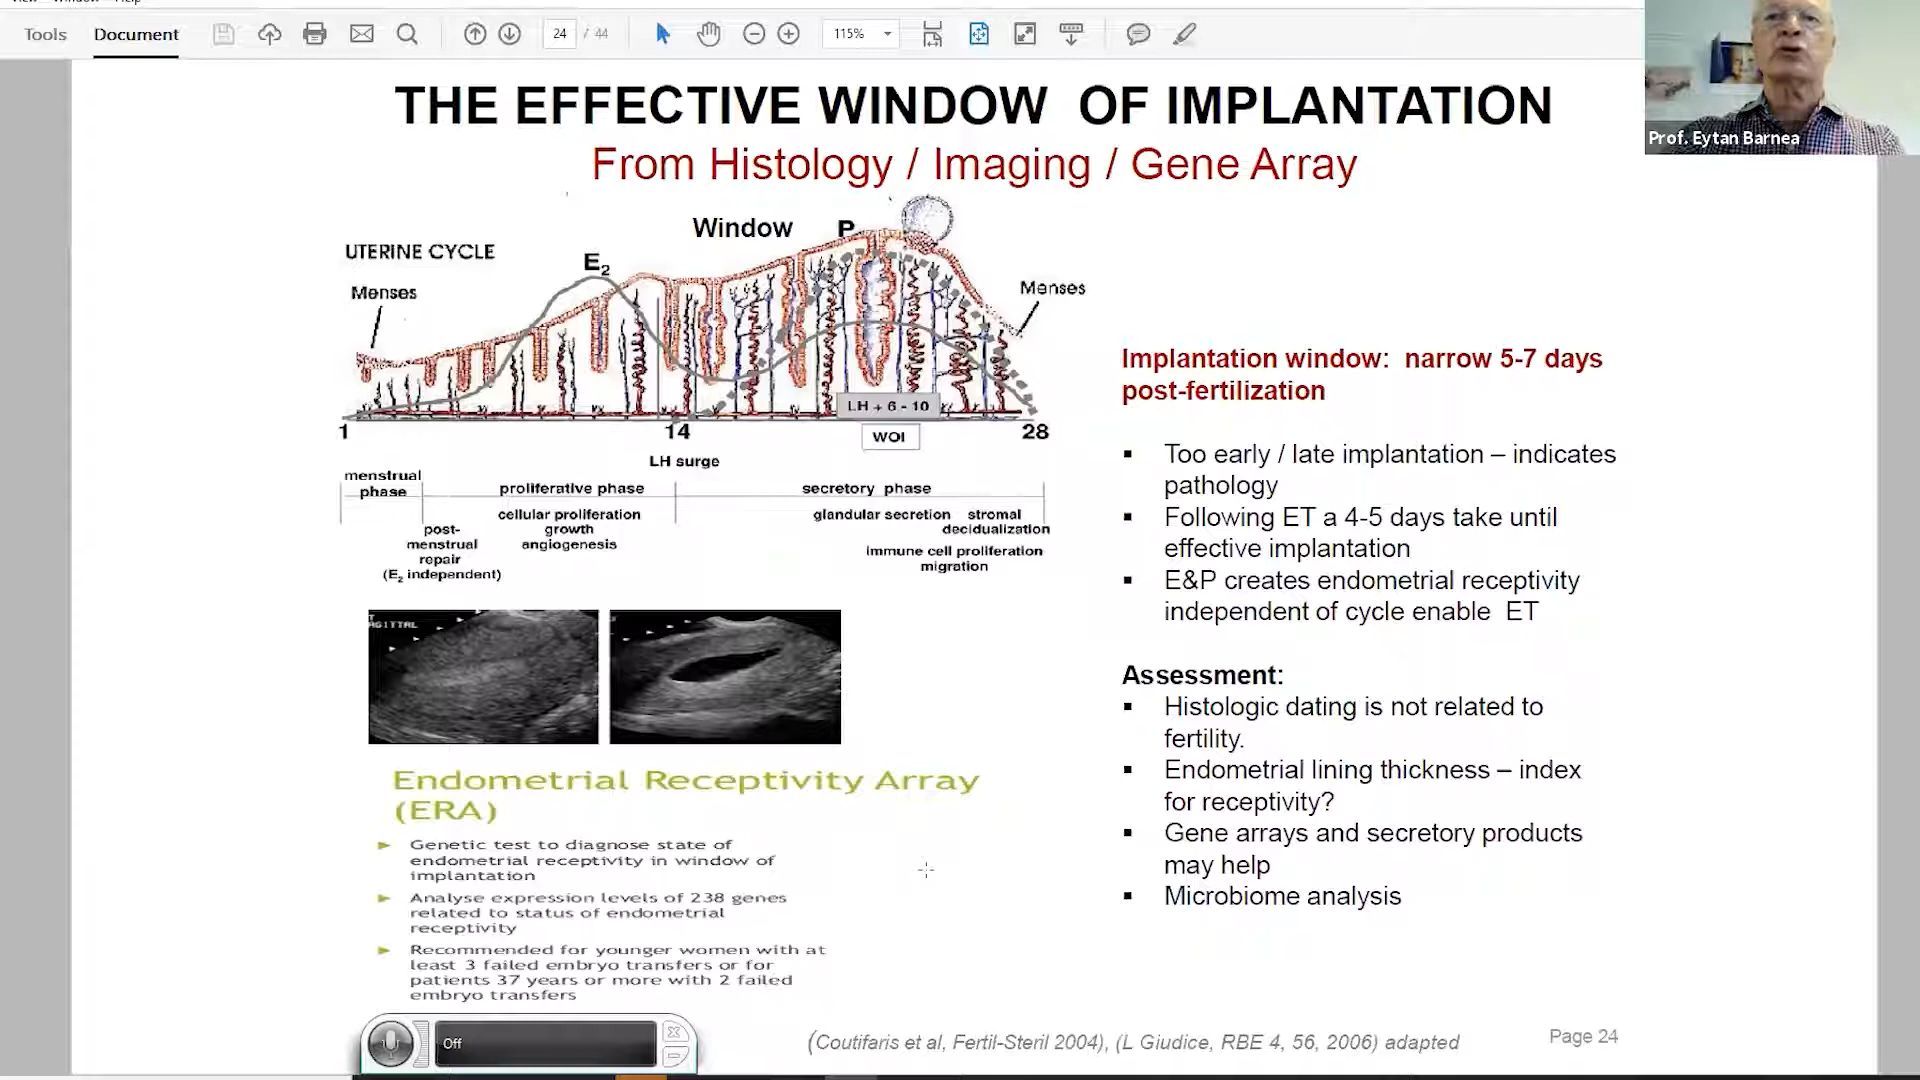 Tools
Document
24 / 44
115%
Prof. Eytan Barnea
THE EFFECTIVE WINDOW OF IMPLANTATION
From Histology / Imaging / Gene Array
Window
P
UTERINE CYCLE
E2
Menses
Menses
LH + 6 - 10
1
14
WOI
28
LH surge
menstrual
phase
proliferative phase
secretory phase
cellular proliferation
growth
angiogenesis
glandular secretion
stromal
decidualization
post-
menstrual
repair
(E2 independent)
immune cell proliferation
migration
Implantation window: narrow 5-7 days
post-fertilization
▪ Too early / late implantation – indicates
pathology
▪ Following ET a 4-5 days take until
effective implantation
▪ E&P creates endometrial receptivity
independent of cycle enable ET
Assessment:
▪ Histologic dating is not related to
fertility.
▪ Endometrial lining thickness – index
for receptivity?
▪ Gene arrays and secretory products
may help
▪ Microbiome analysis
Endometrial Receptivity Array
(ERA)
► Genetic test to diagnose state of
endometrial receptivity in window of
implantation
► Analyse expression levels of 238 genes
related to status of endometrial
receptivity
► Recommended for younger women with at
least 3 failed embryo transfers or for
patients 37 years or more with 2 failed
embryo transfers
Off
(Coutifaris et al, Fertil-Steril 2004), (L Giudice, RBE 4, 56, 2006) adapted
Page 24